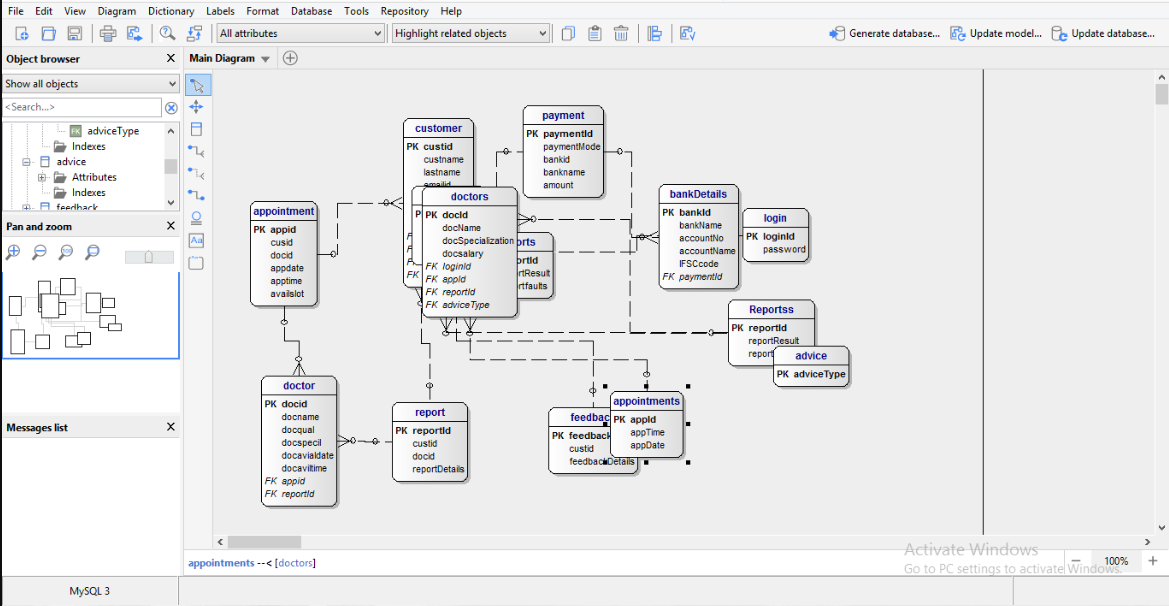 File Edit View Diagram Dictionary Labels Format Database Tools Repository Help
All attributes
Highlight related objects
Generate database...
Update model...
Update database...
Object browser X
Show all objects
<Search...>
FK adviceType
Indexes
advice
Attributes
Indexes
feedback
Pan and zoom X
Messages list X
Main Diagram
Aa
appointment
PK appid
cusid
docid
appdate
apptime
availslot
customer
PK custid
custname
lastname
emailid
P
F
F
F
FK
doctors
PK docId
docName
docSpecialization
docsalary
FK loginId
FK appId
FK reportId
FK adviceType
orts
ortId
rtResult
rtfaults
payment
PK paymentId
paymentMode
bankid
bankname
amount
bankDetails
PK bankId
bankName
accountNo
accountName
IFSCcode
FK paymentId
login
PK loginId
password
Reportss
PK reportId
reportResult
report
advice
PK adviceType
doctor
PK docid
docname
docqual
docspecil
docavialdate
docaviltime
FK appid
FK reportId
report
PK reportId
custid
docid
reportDetails
feedbac
PK feedback
custid
feedbackDetails
appointments
PK appId
appTime
appDate
appointments --< [doctors]
Activate Windows
Go to PC settings to activate Windows.
100%
MySQL 3